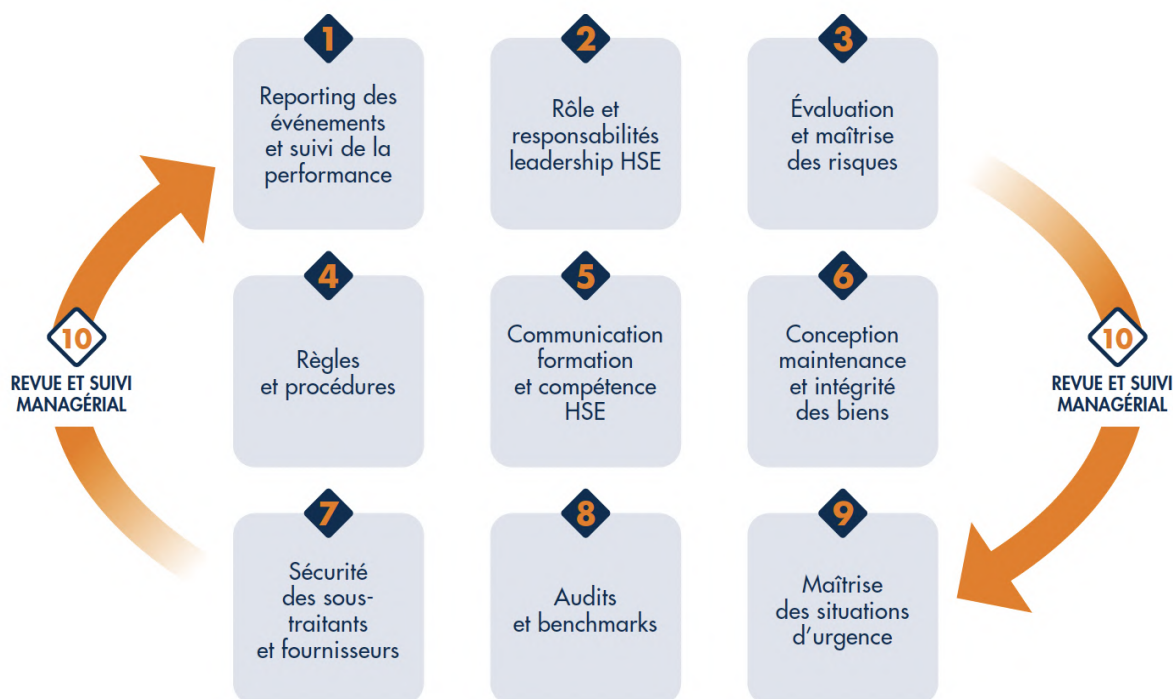 1
Reporting des
événements
et suivi de la
performance
2
Rôle et
responsabilités
leadership HSE
3
Évaluation
et maîtrise
des risques
4
Règles
et procédures
5
Communication
formation
et compétence
HSE
6
Conception
maintenance
et intégrité
des biens
10
REVUE ET SUIVI
MANAGÉRIAL
10
REVUE ET SUIVI
MANAGÉRIAL
7
Sécurité
des sous-
traitants
et fournisseurs
8
Audits
et benchmarks
9
Maîtrise
des situations
d’urgence